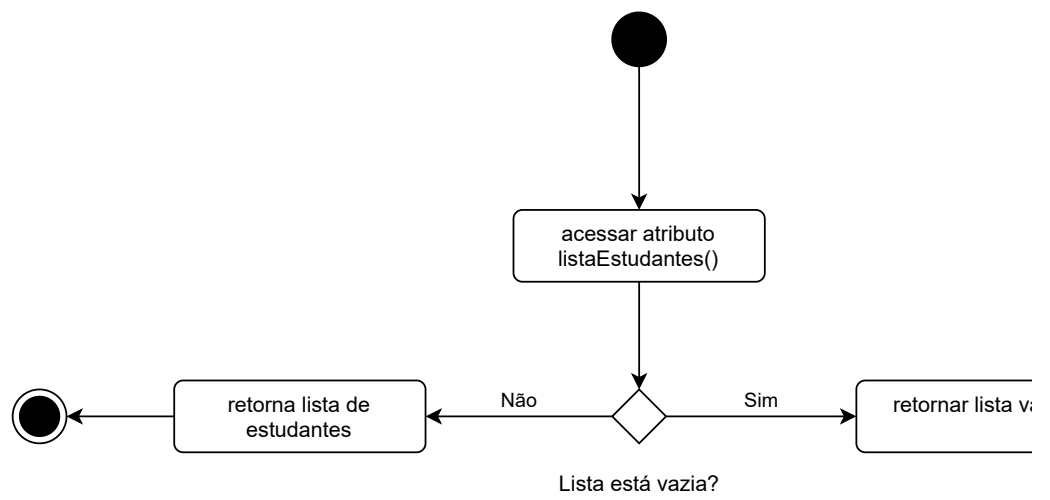 acessar atributo
listaEstudantes()
Não
Sim
retorna lista de
estudantes
retornar lista
Lista está vazia?